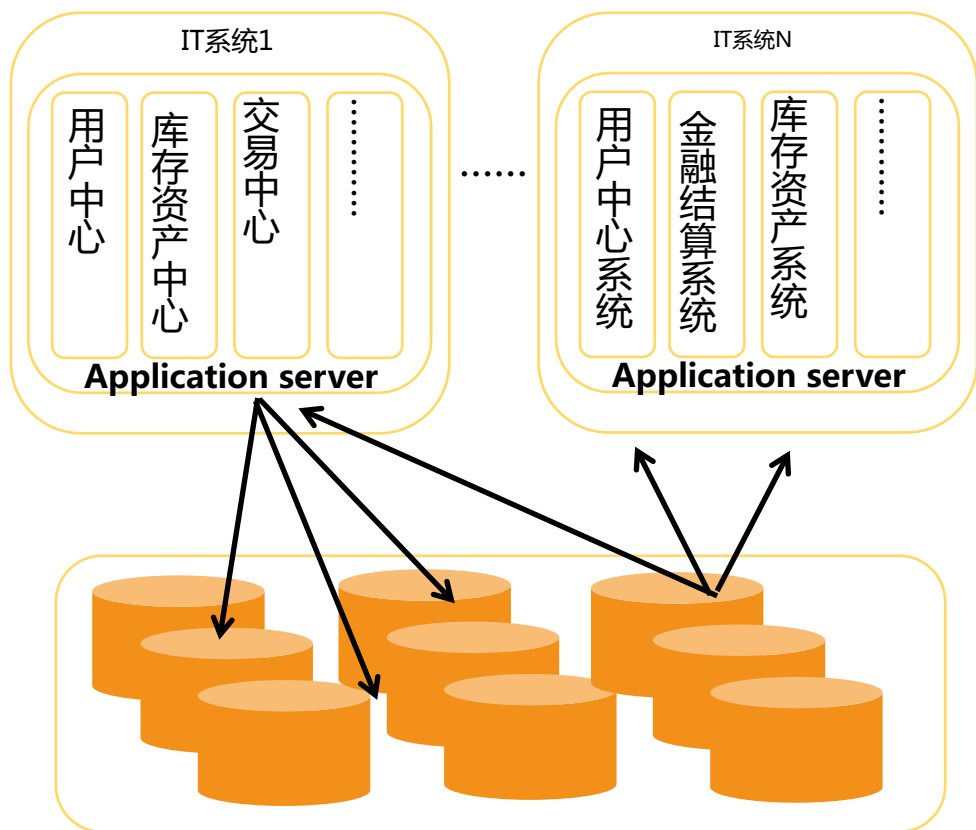 IT系统1
用户中心
库存资产中心
交易中心
…………
Application server
……
IT系统N
用户中心系统
金融结算系统
库存资产系统
…………
Application server